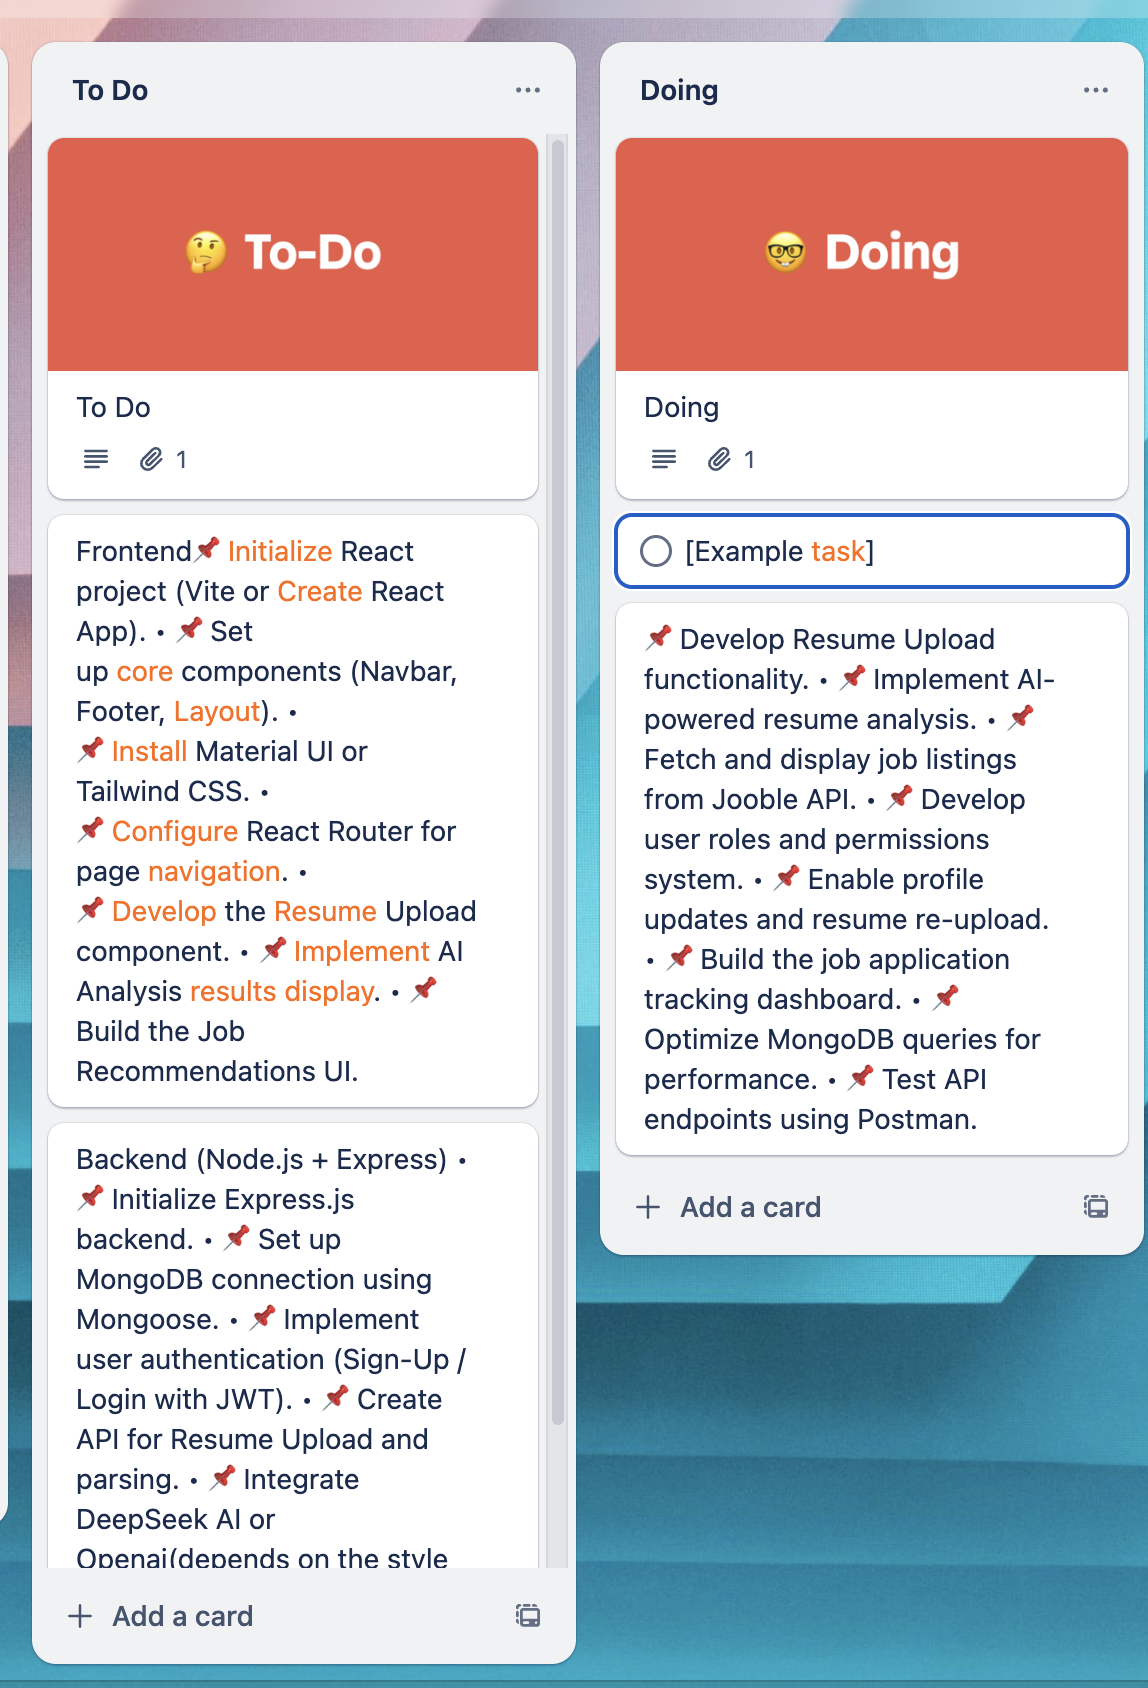 To Do
🤔 To-Do
To Do
1
Frontend📌 Initialize React
project (Vite or Create React
App). • 📌 Set
up core components (Navbar,
Footer, Layout). •
📌 Install Material UI or
Tailwind CSS. •
📌 Configure React Router for
page navigation. •
📌 Develop the Resume Upload
component. • 📌 Implement AI
Analysis results display. • 📌
Build the Job
Recommendations UI.
Backend (Node.js + Express) •
📌 Initialize Express.js
backend. • 📌 Set up
MongoDB connection using
Mongoose. • 📌 Implement
user authentication (Sign-Up /
Login with JWT). • 📌 Create
API for Resume Upload and
parsing. • 📌 Integrate
DeepSeek AI or
Openai(depends on the style
+ Add a card
Doing
🤓 Doing
Doing
1
[Example task]
📌 Develop Resume Upload
functionality. • 📌 Implement AI-
powered resume analysis. • 📌
Fetch and display job listings
from Jooble API. • 📌 Develop
user roles and permissions
system. • 📌 Enable profile
updates and resume re-upload.
• 📌 Build the job application
tracking dashboard. • 📌
Optimize MongoDB queries for
performance. • 📌 Test API
endpoints using Postman.
+ Add a card